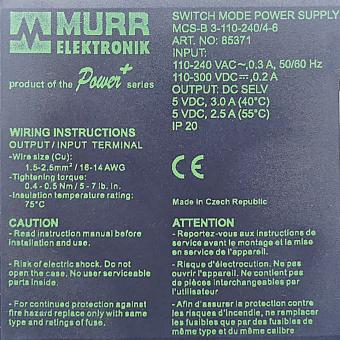 MURR
ELEKTRONIK
product of the Power+ series
SWITCH MODE POWER SUPPLY
MCS-B 3-110-240/4-6
ART. NO: 85371
INPUT:
110-240 VAC~,0.3 A, 50/60 Hz
110-300 VDC⎓,0.2 A
OUTPUT: DC SELV
5 VDC, 3.0 A (40°C)
5 VDC, 2.5 A (55°C)
IP 20
WIRING INSTRUCTIONS
OUTPUT / INPUT TERMINAL
-Wire size (Cu):
1.5-2.5mm² / 16-14 AWG
-Tightening torque:
0.4 - 0.5 Nm / 5 - 7 lb. in.
-Insulation temperature rating:
75°C
CE
Made in Czech Republic
CAUTION
- Read instruction manual before
installation and use.
- Risk of electric shock. Do not
open the case. No user serviceable
parts inside.
- For continued protection against
fire hazard replace only with same
type and ratings of fuse.
ATTENTION
- Reportez-vous aux instructions de
service avant le montage et la mise
en service de l'appareil.
- Risque d'électrocution. Ne pas
ouvrir l'appareil. Ne contient pas
de pièces interchangeables par
l'utilisateur
- Afin d'assurer la protection contre
les risques d'incendie, ne remplacer
les fusibles que par des fusibles de
même type et du même calibre.